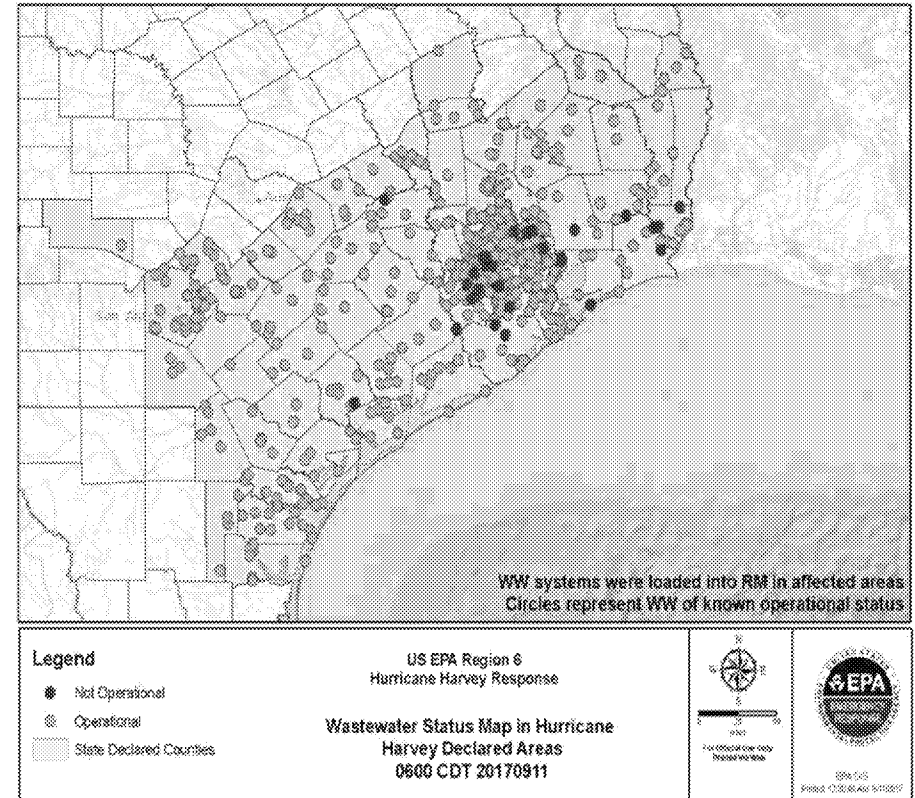 WW systems were loaded into RM in affected areas
Circles represent WW of known operational status
Legend
Not Operational
Operational
State Declared Counties
US EPA Region 6
Hurricane Harvey Response
Wastewater Status Map in Hurricane
Harvey Declared Areas
0600 CDT 20170911
N
E
EPA